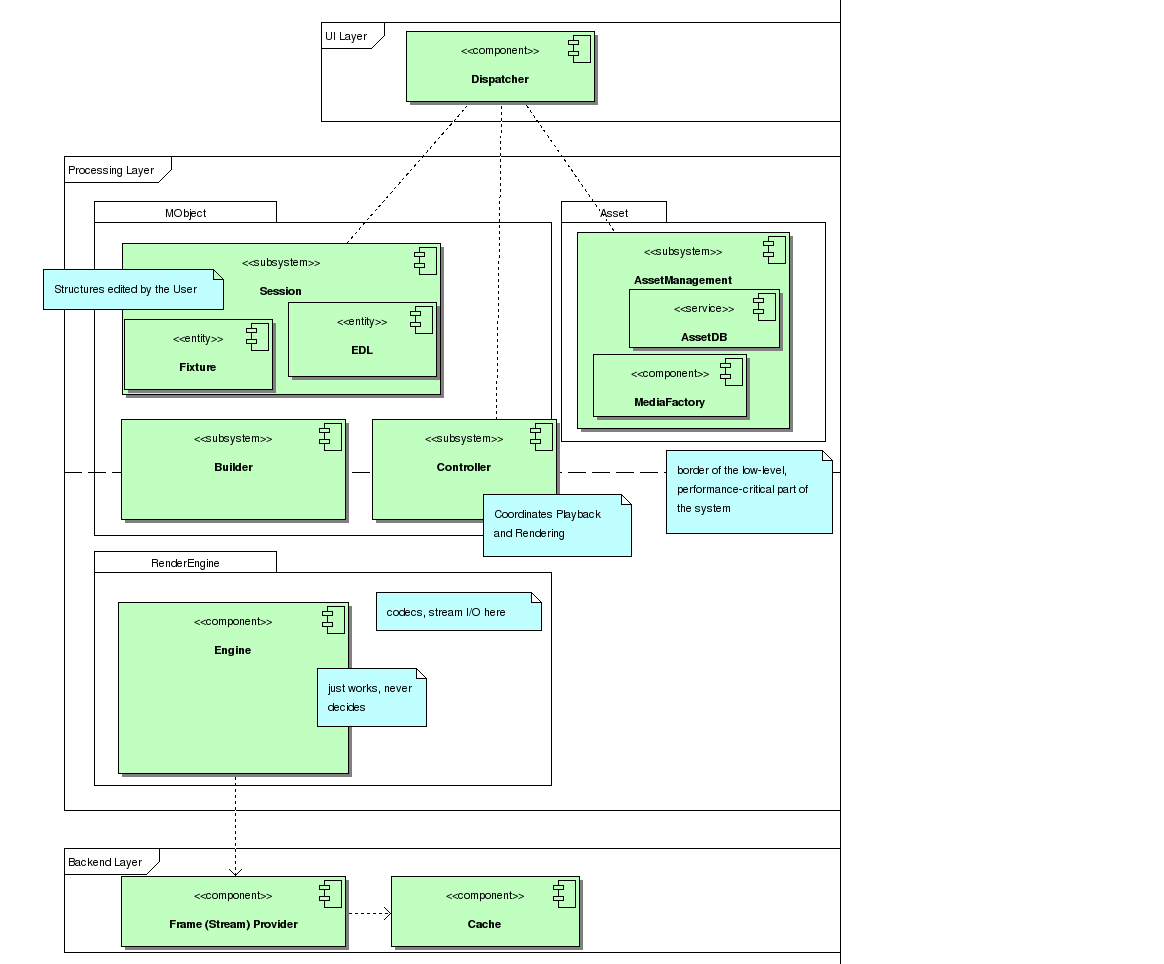 UI Layer
<<component>>
Dispatcher
Processing Layer
MObject
Asset
<<subsystem>>
Session
Structures edited by the User
<<entity>>
Fixture
<<entity>>
EDL
<<subsystem>>
AssetManagement
<<service>>
AssetDB
<<component>>
MediaFactory
<<subsystem>>
Builder
<<subsystem>>
Controller
Coordinates Playback
and Rendering
border of the low-level,
performance-critical part of
the system
RenderEngine
<<component>>
Engine
codecs, stream I/O here
just works, never
decides
Backend Layer
<<component>>
Frame (Stream) Provider
<<component>>
Cache